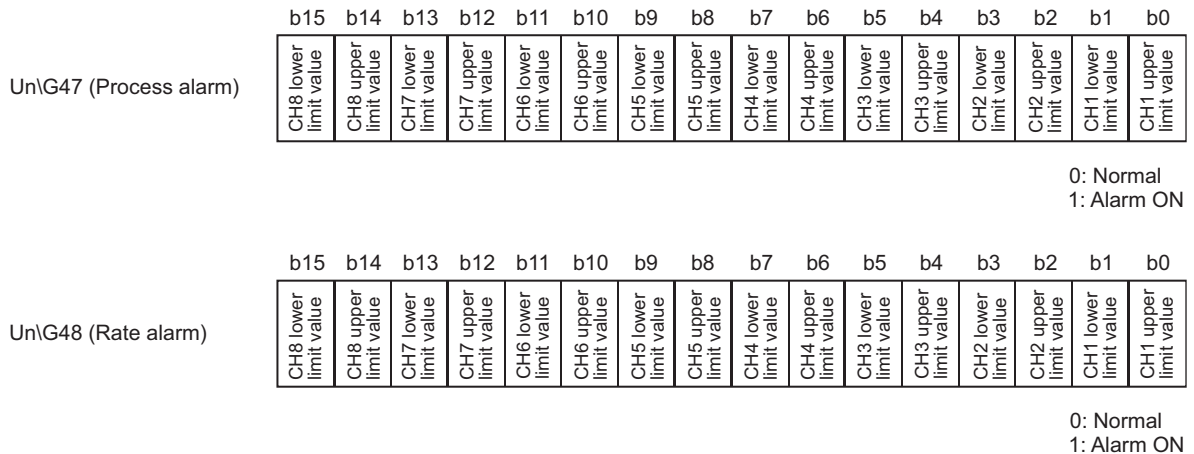 b15 b14 b13 b12 b11 b10 b9 b8 b7 b6 b5 b4 b3 b2 b1 b0
Un\G47 (Process alarm)
CH8 lower
limit value
CH8 upper
limit value
CH7 lower
limit value
CH7 upper
limit value
CH6 lower
limit value
CH6 upper
limit value
CH5 lower
limit value
CH5 upper
limit value
CH4 lower
limit value
CH4 upper
limit value
CH3 lower
limit value
CH3 upper
limit value
CH2 lower
limit value
CH2 upper
limit value
CH1 lower
limit value
CH1 upper
limit value
0: Normal
1: Alarm ON
b15 b14 b13 b12 b11 b10 b9 b8 b7 b6 b5 b4 b3 b2 b1 b0
Un\G48 (Rate alarm)
CH8 lower
limit value
CH8 upper
limit value
CH7 lower
limit value
CH7 upper
limit value
CH6 lower
limit value
CH6 upper
limit value
CH5 lower
limit value
CH5 upper
limit value
CH4 lower
limit value
CH4 upper
limit value
CH3 lower
limit value
CH3 upper
limit value
CH2 lower
limit value
CH2 upper
limit value
CH1 lower
limit value
CH1 upper
limit value
0: Normal
1: Alarm ON